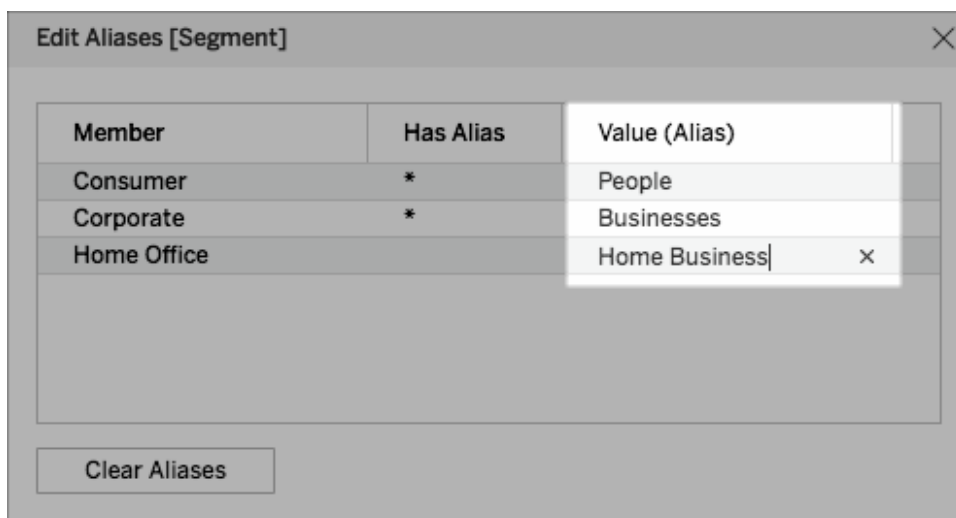 Edit Aliases [Segment]
Member Has Alias Value (Alias)
Consumer * People
Corporate * Businesses
Home Office Home Business
Clear Aliases